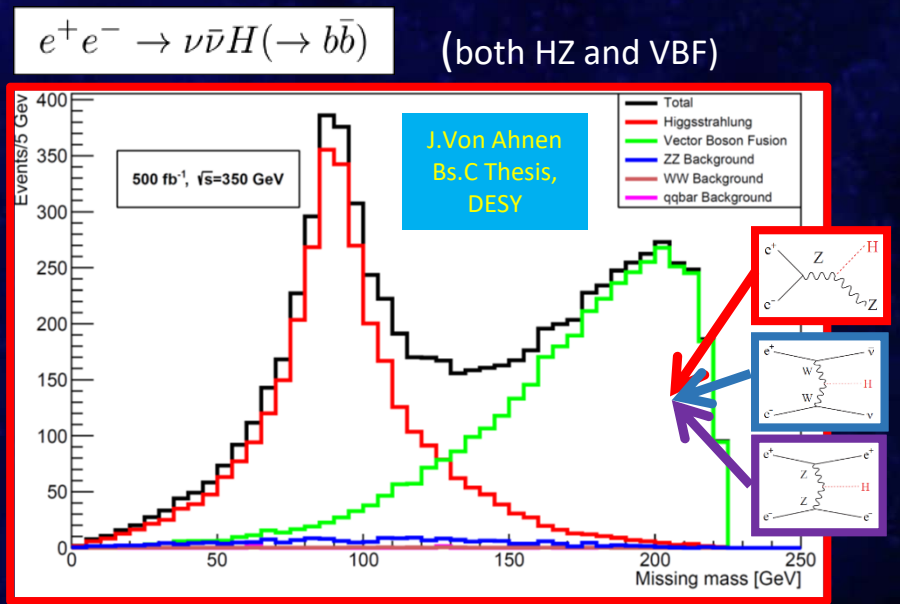 e⁺e⁻ → νν̄H(→ bb̄)
(both HZ and VBF)
Events/5 Gev
400
350
300
250
200
150
100
50
0
500 fb⁻¹, √s=350 GeV
J.Von Ahnen
Bs.C Thesis,
DESY
Total
Higgsstrahlung
Vector Boson Fusion
ZZ Background
WW Background
qqbar Background
0 50 100 150 200 250
Missing mass [GeV]
e⁺ Z H
e⁻ Z
e⁺ ν̄
W
H
W
e⁻ ν
e⁺ e⁺
Z
H
Z
e⁻ e⁻